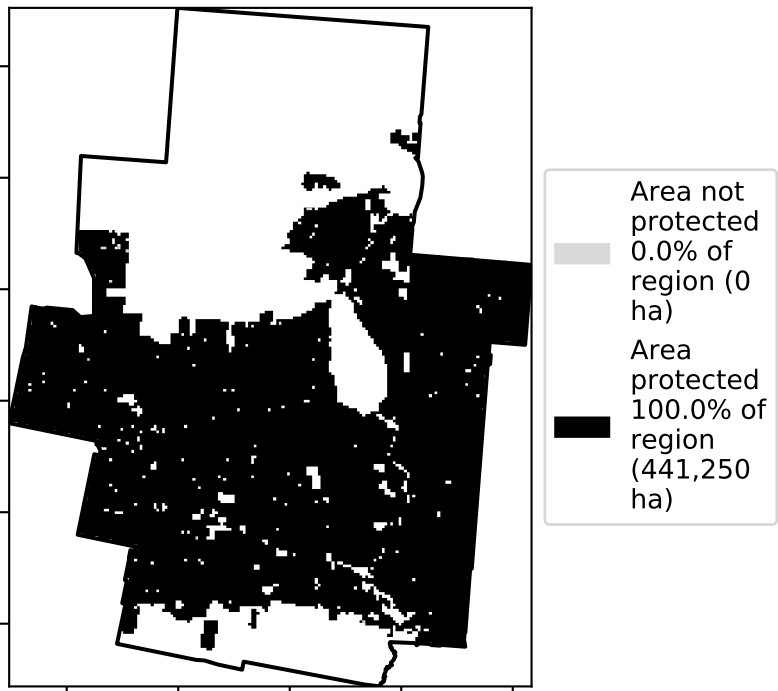 Area not
protected
0.0% of
region (0
ha)
Area
protected
100.0% of
region
(441,250
ha)